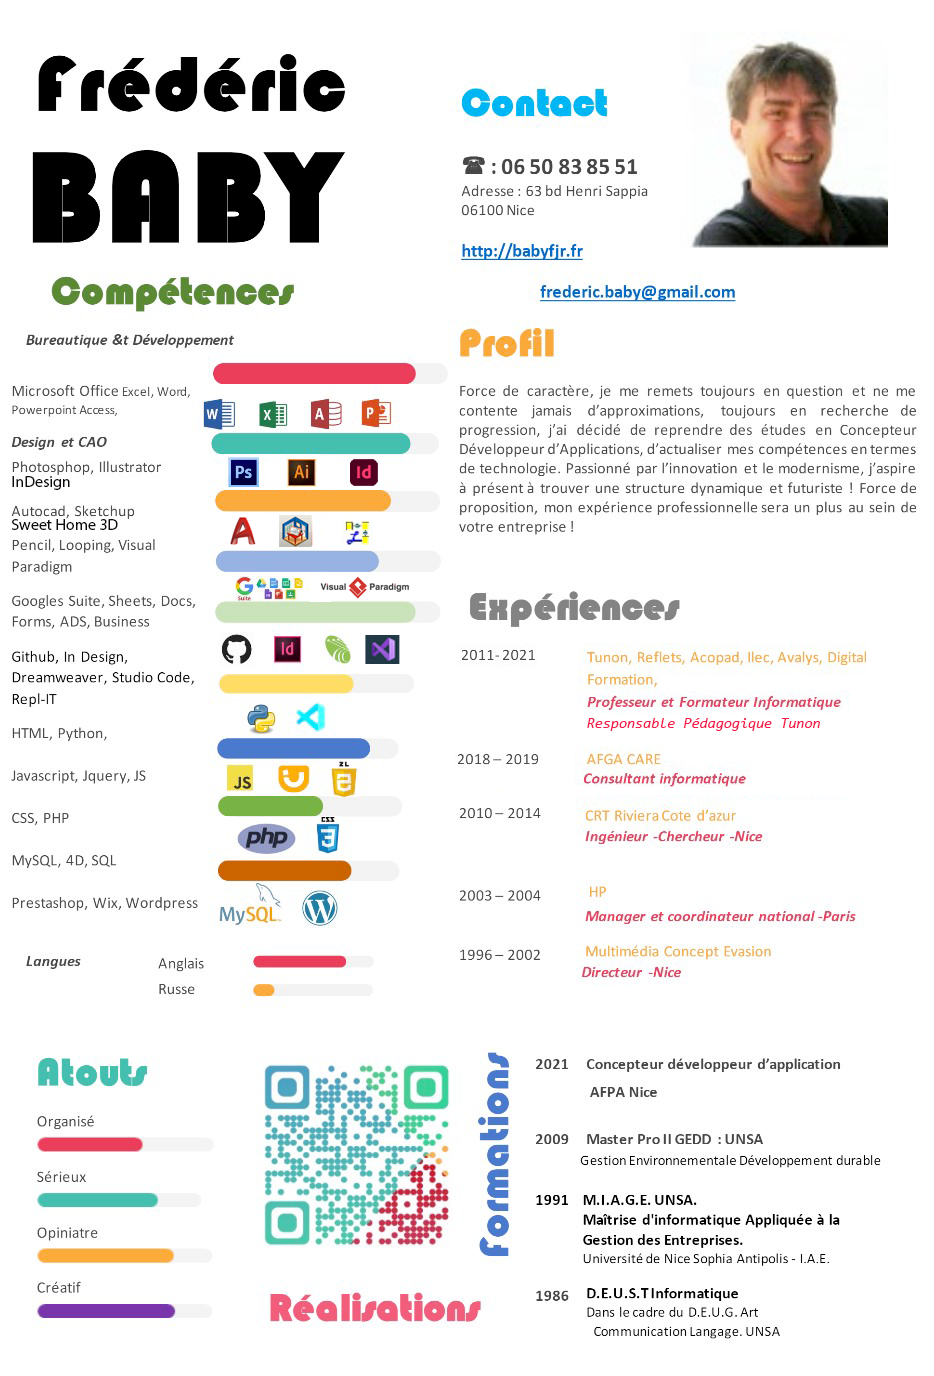 Frédéric
BABY
Contact
☎ : 06 50 83 85 51
Adresse : 63 bd Henri Sappia
06100 Nice
http://babyfjr.fr
frederic.baby@gmail.com
Compétences
Bureautique &t Développement
Microsoft Office Excel, Word,
Powerpoint Access,
W X A P
Design et CAO
Photosphop, Illustrator
InDesign
Ps Ai Id
Autocad, Sketchup
Sweet Home 3D
Pencil, Looping, Visual
Paradigm
G Suite Visual Paradigm
Googles Suite, Sheets, Docs,
Forms, ADS, Business
Github, In Design,
Dreamweaver, Studio Code,
Repl-IT
Id
HTML, Python,
Javascript, Jquery, JS
JS
CSS, PHP
php CSS 3
MySQL, 4D, SQL
Prestashop, Wix, Wordpress
MySQL W
Langues
Anglais
Russe
Profil
Force de caractère, je me remets toujours en question et ne me
contente jamais d’approximations, toujours en recherche de
progression, j’ai décidé de reprendre des études en Concepteur
Développeur d’Applications, d’actualiser mes compétences en termes
de technologie. Passionné par l’innovation et le modernisme, j’aspire
à présent à trouver une structure dynamique et futuriste ! Force de
proposition, mon expérience professionnelle sera un plus au sein de
votre entreprise !
Expériences
2011- 2021
Tunon, Reflets, Acopad, Ilec, Avalys, Digital
Formation,
Professeur et Formateur Informatique
Responsable Pédagogique Tunon
2018 – 2019
AFGA CARE
Consultant informatique
2010 – 2014
CRT Riviera Cote d’azur
Ingénieur -Chercheur -Nice
2003 – 2004
HP
Manager et coordinateur national -Paris
1996 – 2002
Multimédia Concept Evasion
Directeur -Nice
Atouts
Organisé
Sérieux
Opiniatre
Créatif
Réalisations
Formations
2021 Concepteur développeur d’application
AFPA Nice
2009 Master Pro II GEDD : UNSA
Gestion Environnementale Développement durable
1991 M.I.A.G.E. UNSA.
Maîtrise d'informatique Appliquée à la
Gestion des Entreprises.
Université de Nice Sophia Antipolis - I.A.E.
1986 D.E.U.S.T Informatique
Dans le cadre du D.E.U.G. Art
Communication Langage. UNSA